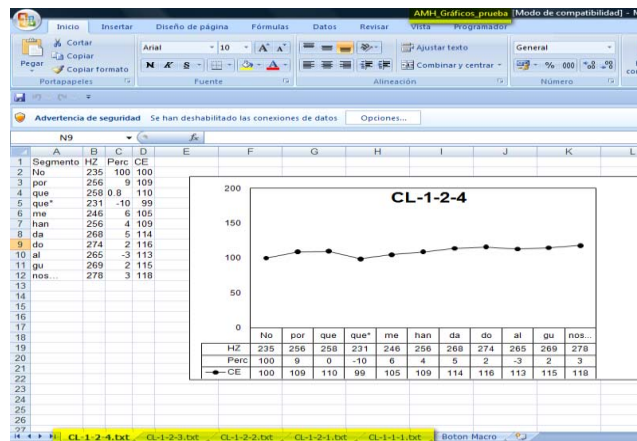 AMH_Gráficos_prueba [Modo de compatibilidad] -
Inicio Insertar Diseño de página Fórmulas Datos Revisar Vista Programador
Pegar
Cortar
Copiar
Copiar formato
Portapapeles
Arial 10 A A
N K S A
Fuente
Alineación
Ajustar texto
Combinar y centrar
General
% 000
Número
Advertencia de seguridad Se han deshabilitado las conexiones de datos Opciones...
N9 fx
A B C D E F G H I J K L
1 Segmento HZ Perc CE
2 No 235 100 100
3 por 256 9 109
4 que 258 0.8 110
5 que* 231 -10 99
6 me 246 6 105
7 han 256 4 109
8 da 268 5 114
9 do 274 2 116
10 al 265 -3 113
11 gu 269 2 115
12 nos... 278 3 118
13
14
15
16
17
18
19
20
21
22
23
24
25
26
27
CL-1-2-4
200
150
100
50
0
No por que que* me han da do al gu nos...
HZ 235 256 258 231 246 256 268 274 265 269 278
Perc 100 9 0 -10 6 4 5 2 -3 2 3
CE 100 109 110 99 105 109 114 116 113 115 118
CL-1-2-4.txt CL-1-2-3.txt CL-1-2-2.txt CL-1-2-1.txt CL-1-1-1.txt Boton Macro